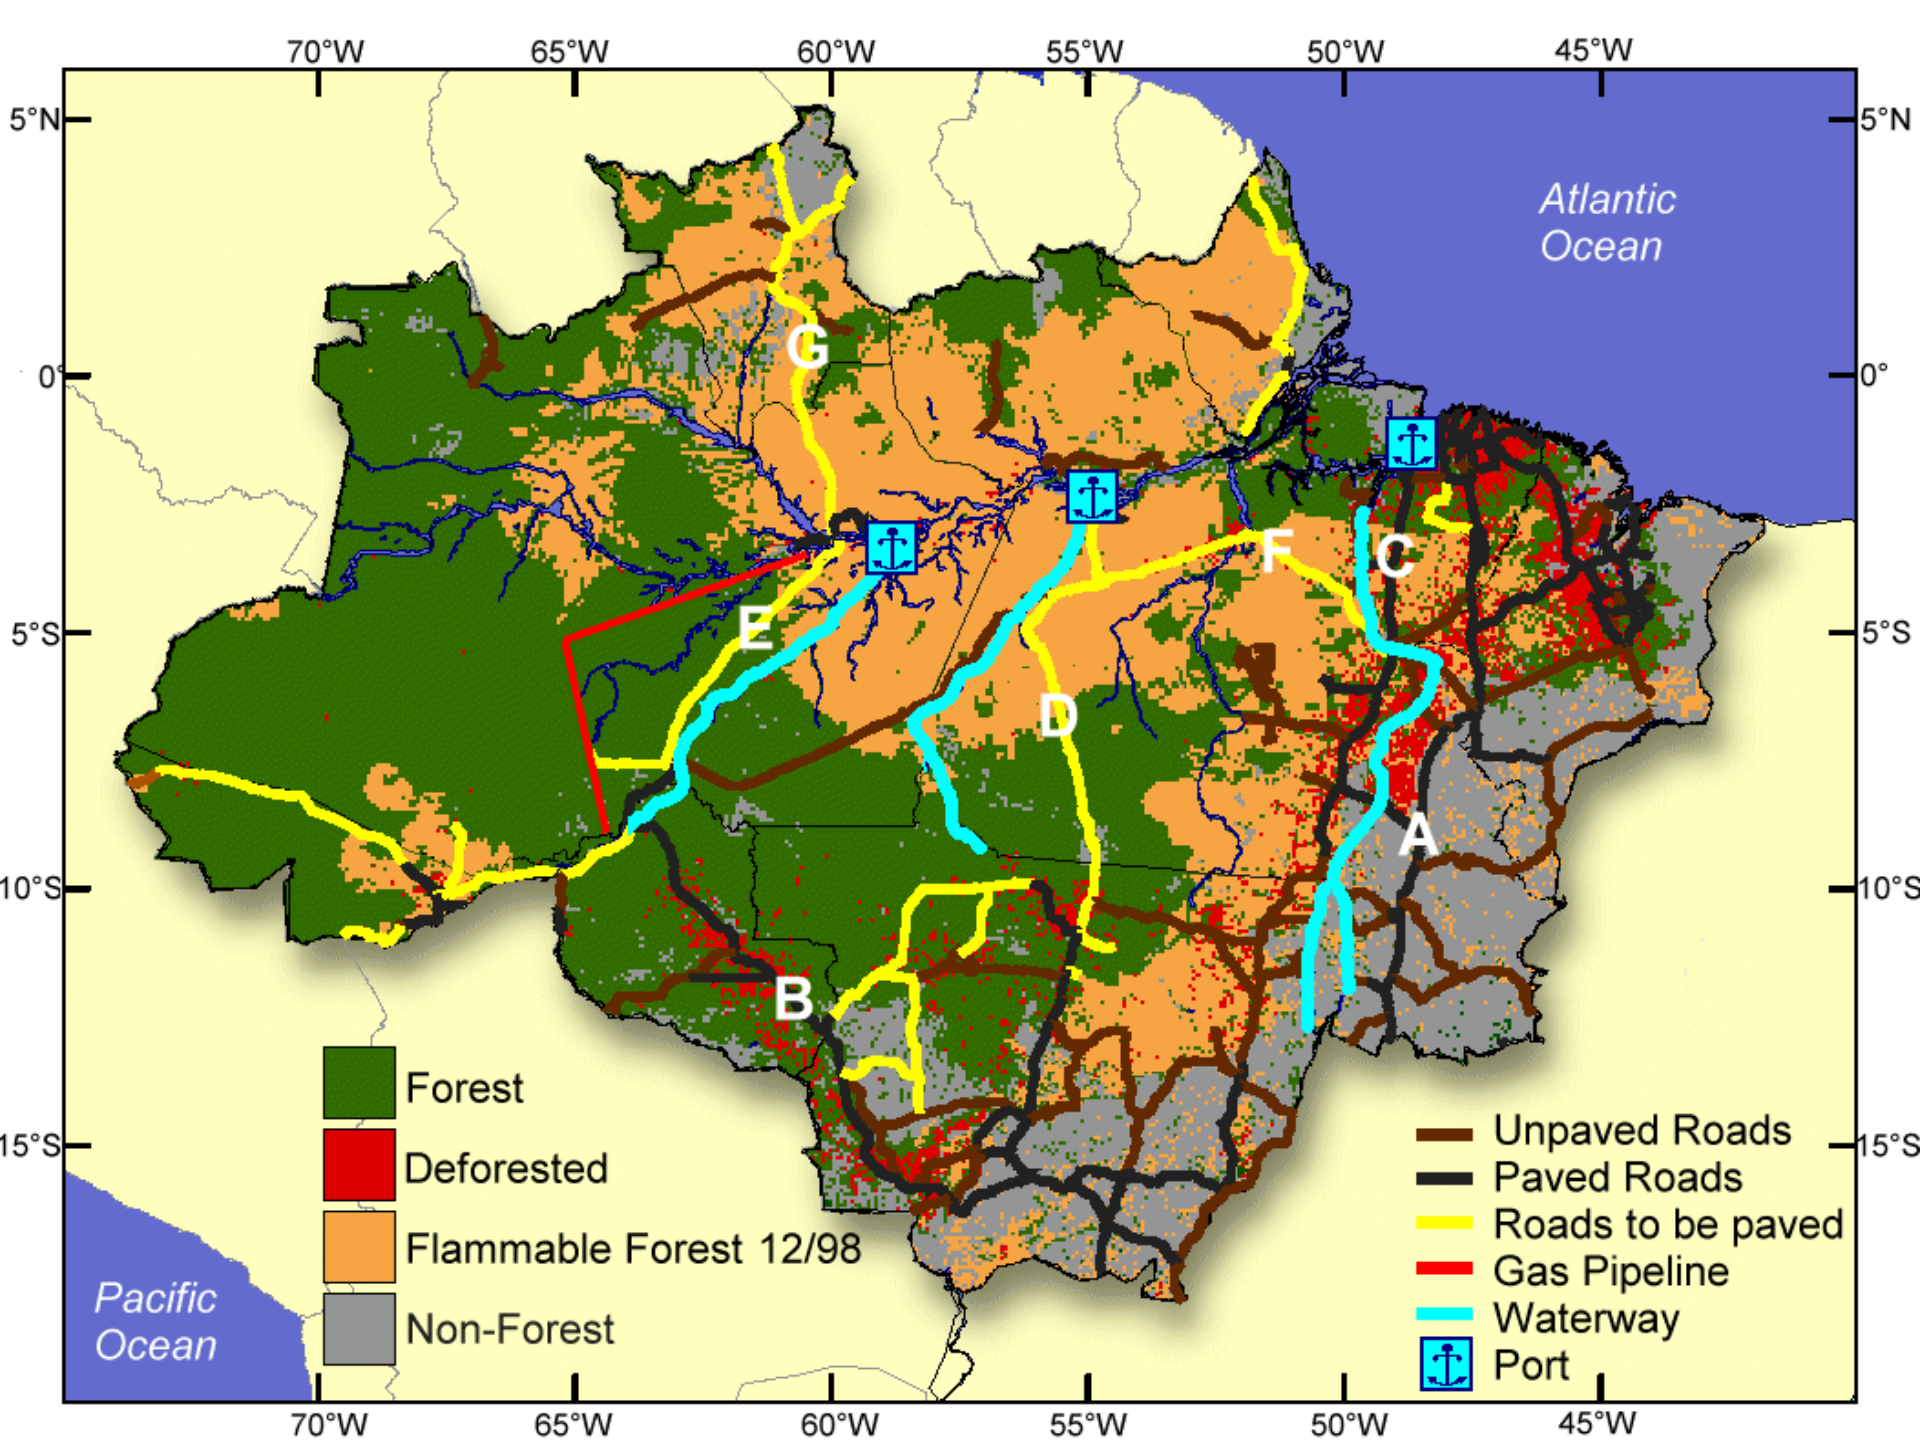 70°W 65°W 60°W 55°W 50°W 45°W
5°N 5°N
Atlantic
Ocean
G
0° 0°
C
F
E
5°S 5°S
D
A
10°S 10°S
B
Forest
Deforested
Flammable Forest 12/98
Non-Forest
Unpaved Roads
15°S 15°S
Paved Roads
Roads to be paved
Gas Pipeline
Waterway
Port
Pacific
Ocean
70°W 65°W 60°W 55°W 50°W 45°W